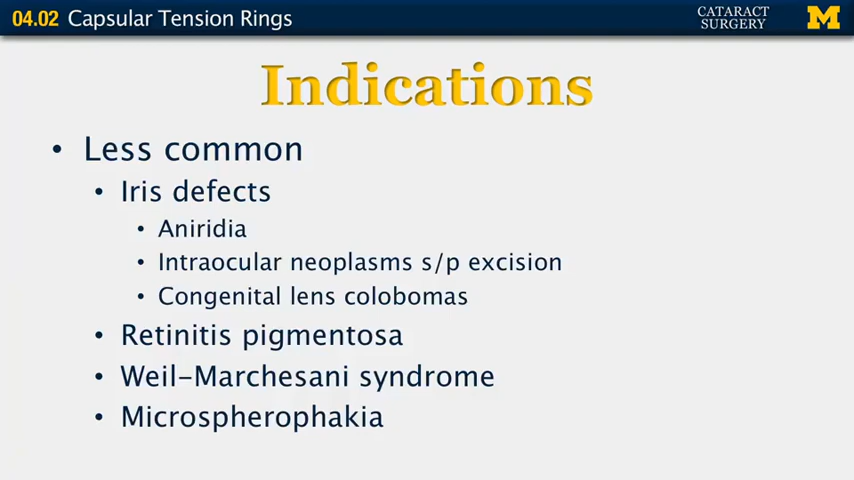 04.02 Capsular Tension Rings
CATARACT
SURGERY
M
Indications
• Less common
• Iris defects
• Aniridia
• Intraocular neoplasms s/p excision
• Congenital lens colobomas
• Retinitis pigmentosa
• Weil-Marchesani syndrome
• Microspherophakia